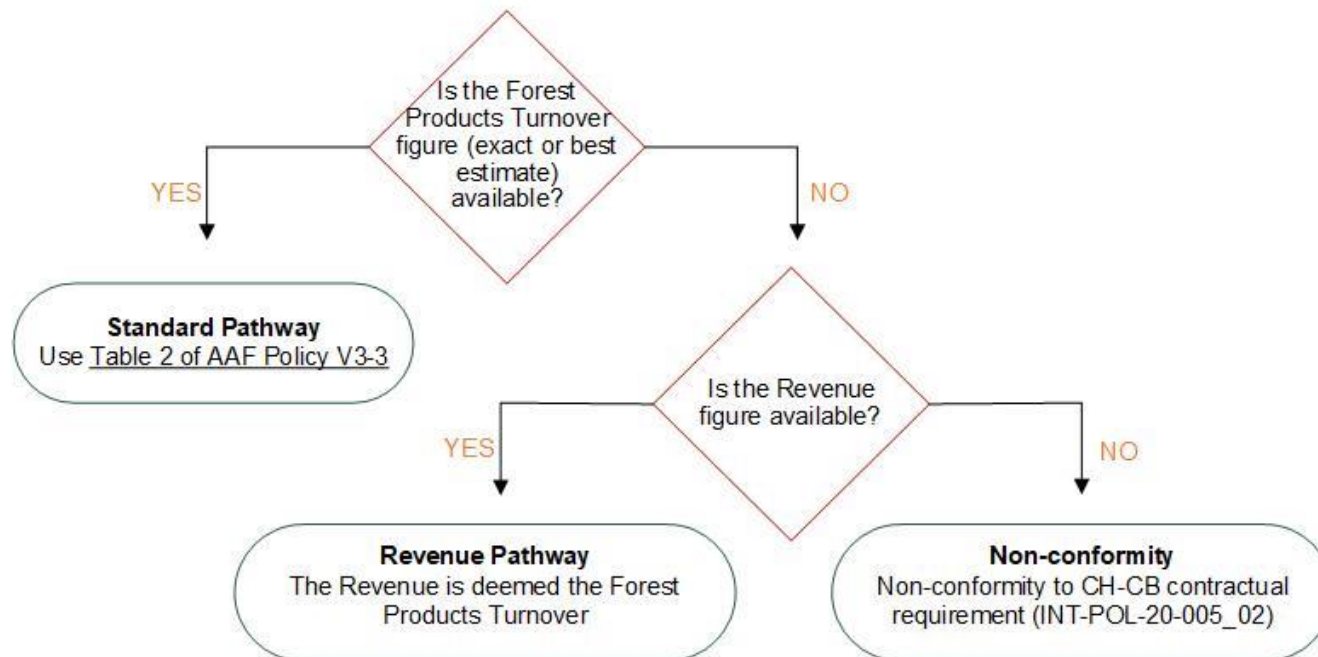 Is the Forest
Products Turnover
figure (exact or best
estimate)
available?
YES
NO
Standard Pathway
Use Table 2 of AAF Policy V3-3
Is the Revenue
figure available?
YES
NO
Revenue Pathway
The Revenue is deemed the Forest
Products Turnover
Non-conformity
Non-conformity to CH-CB contractual
requirement (INT-POL-20-005_02)